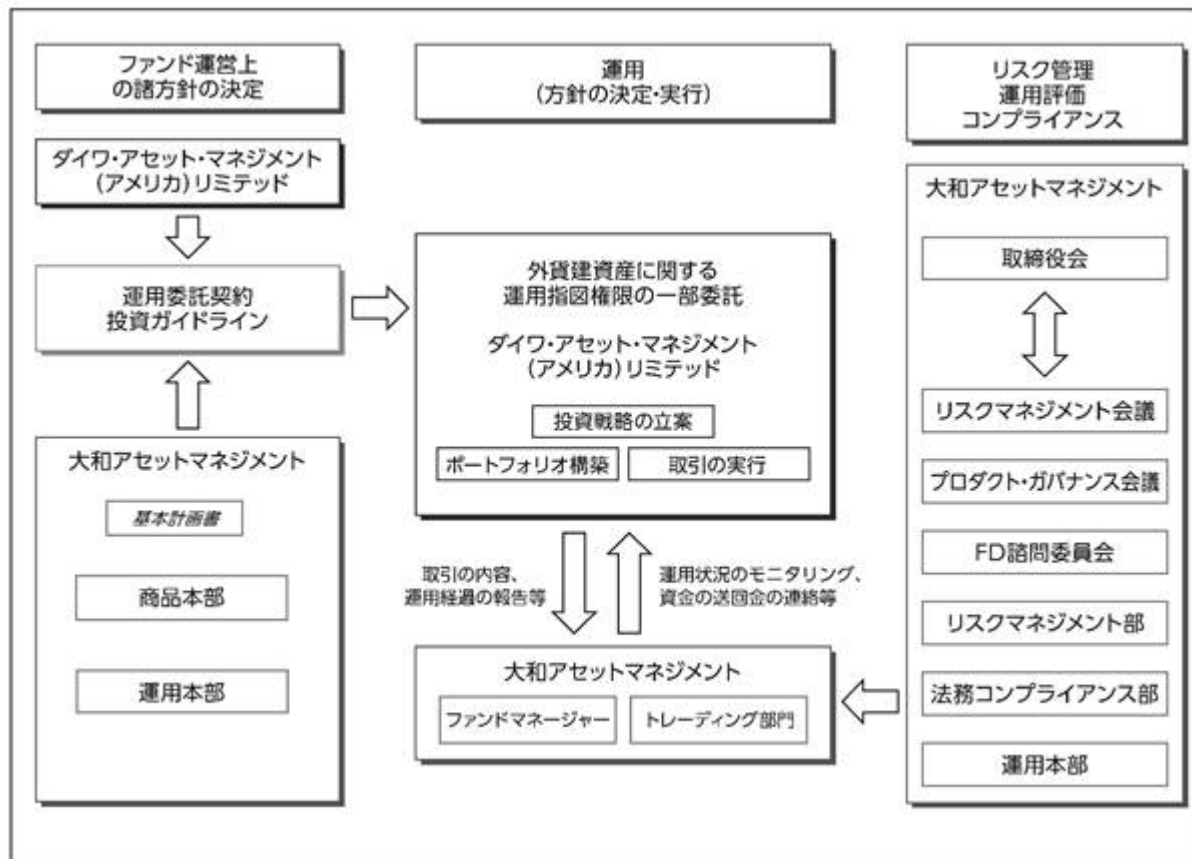 ファンド運営上
の諸方針の決定
ダイワ・アセット・マネジメント
(アメリカ)リミテッド
運用委託契約
投資ガイドライン
大和アセットマネジメント
基本計画書
商品本部
運用本部
運用
(方針の決定・実行)
外貨建資産に関する
運用指図権限の一部委託
ダイワ・アセット・マネジメント
(アメリカ)リミテッド
投資戦略の立案
ポートフォリオ構築
取引の実行
取引の内容、
運用経過の報告等
運用状況のモニタリング、
資金の送回金の連絡等
大和アセットマネジメント
ファンドマネージャー
トレーディング部門
リスク管理
運用評価
コンプライアンス
大和アセットマネジメント
取締役会
リスクマネジメント会議
プロダクト・ガバナンス会議
FD諮問委員会
リスクマネジメント部
法務コンプライアンス部
運用本部